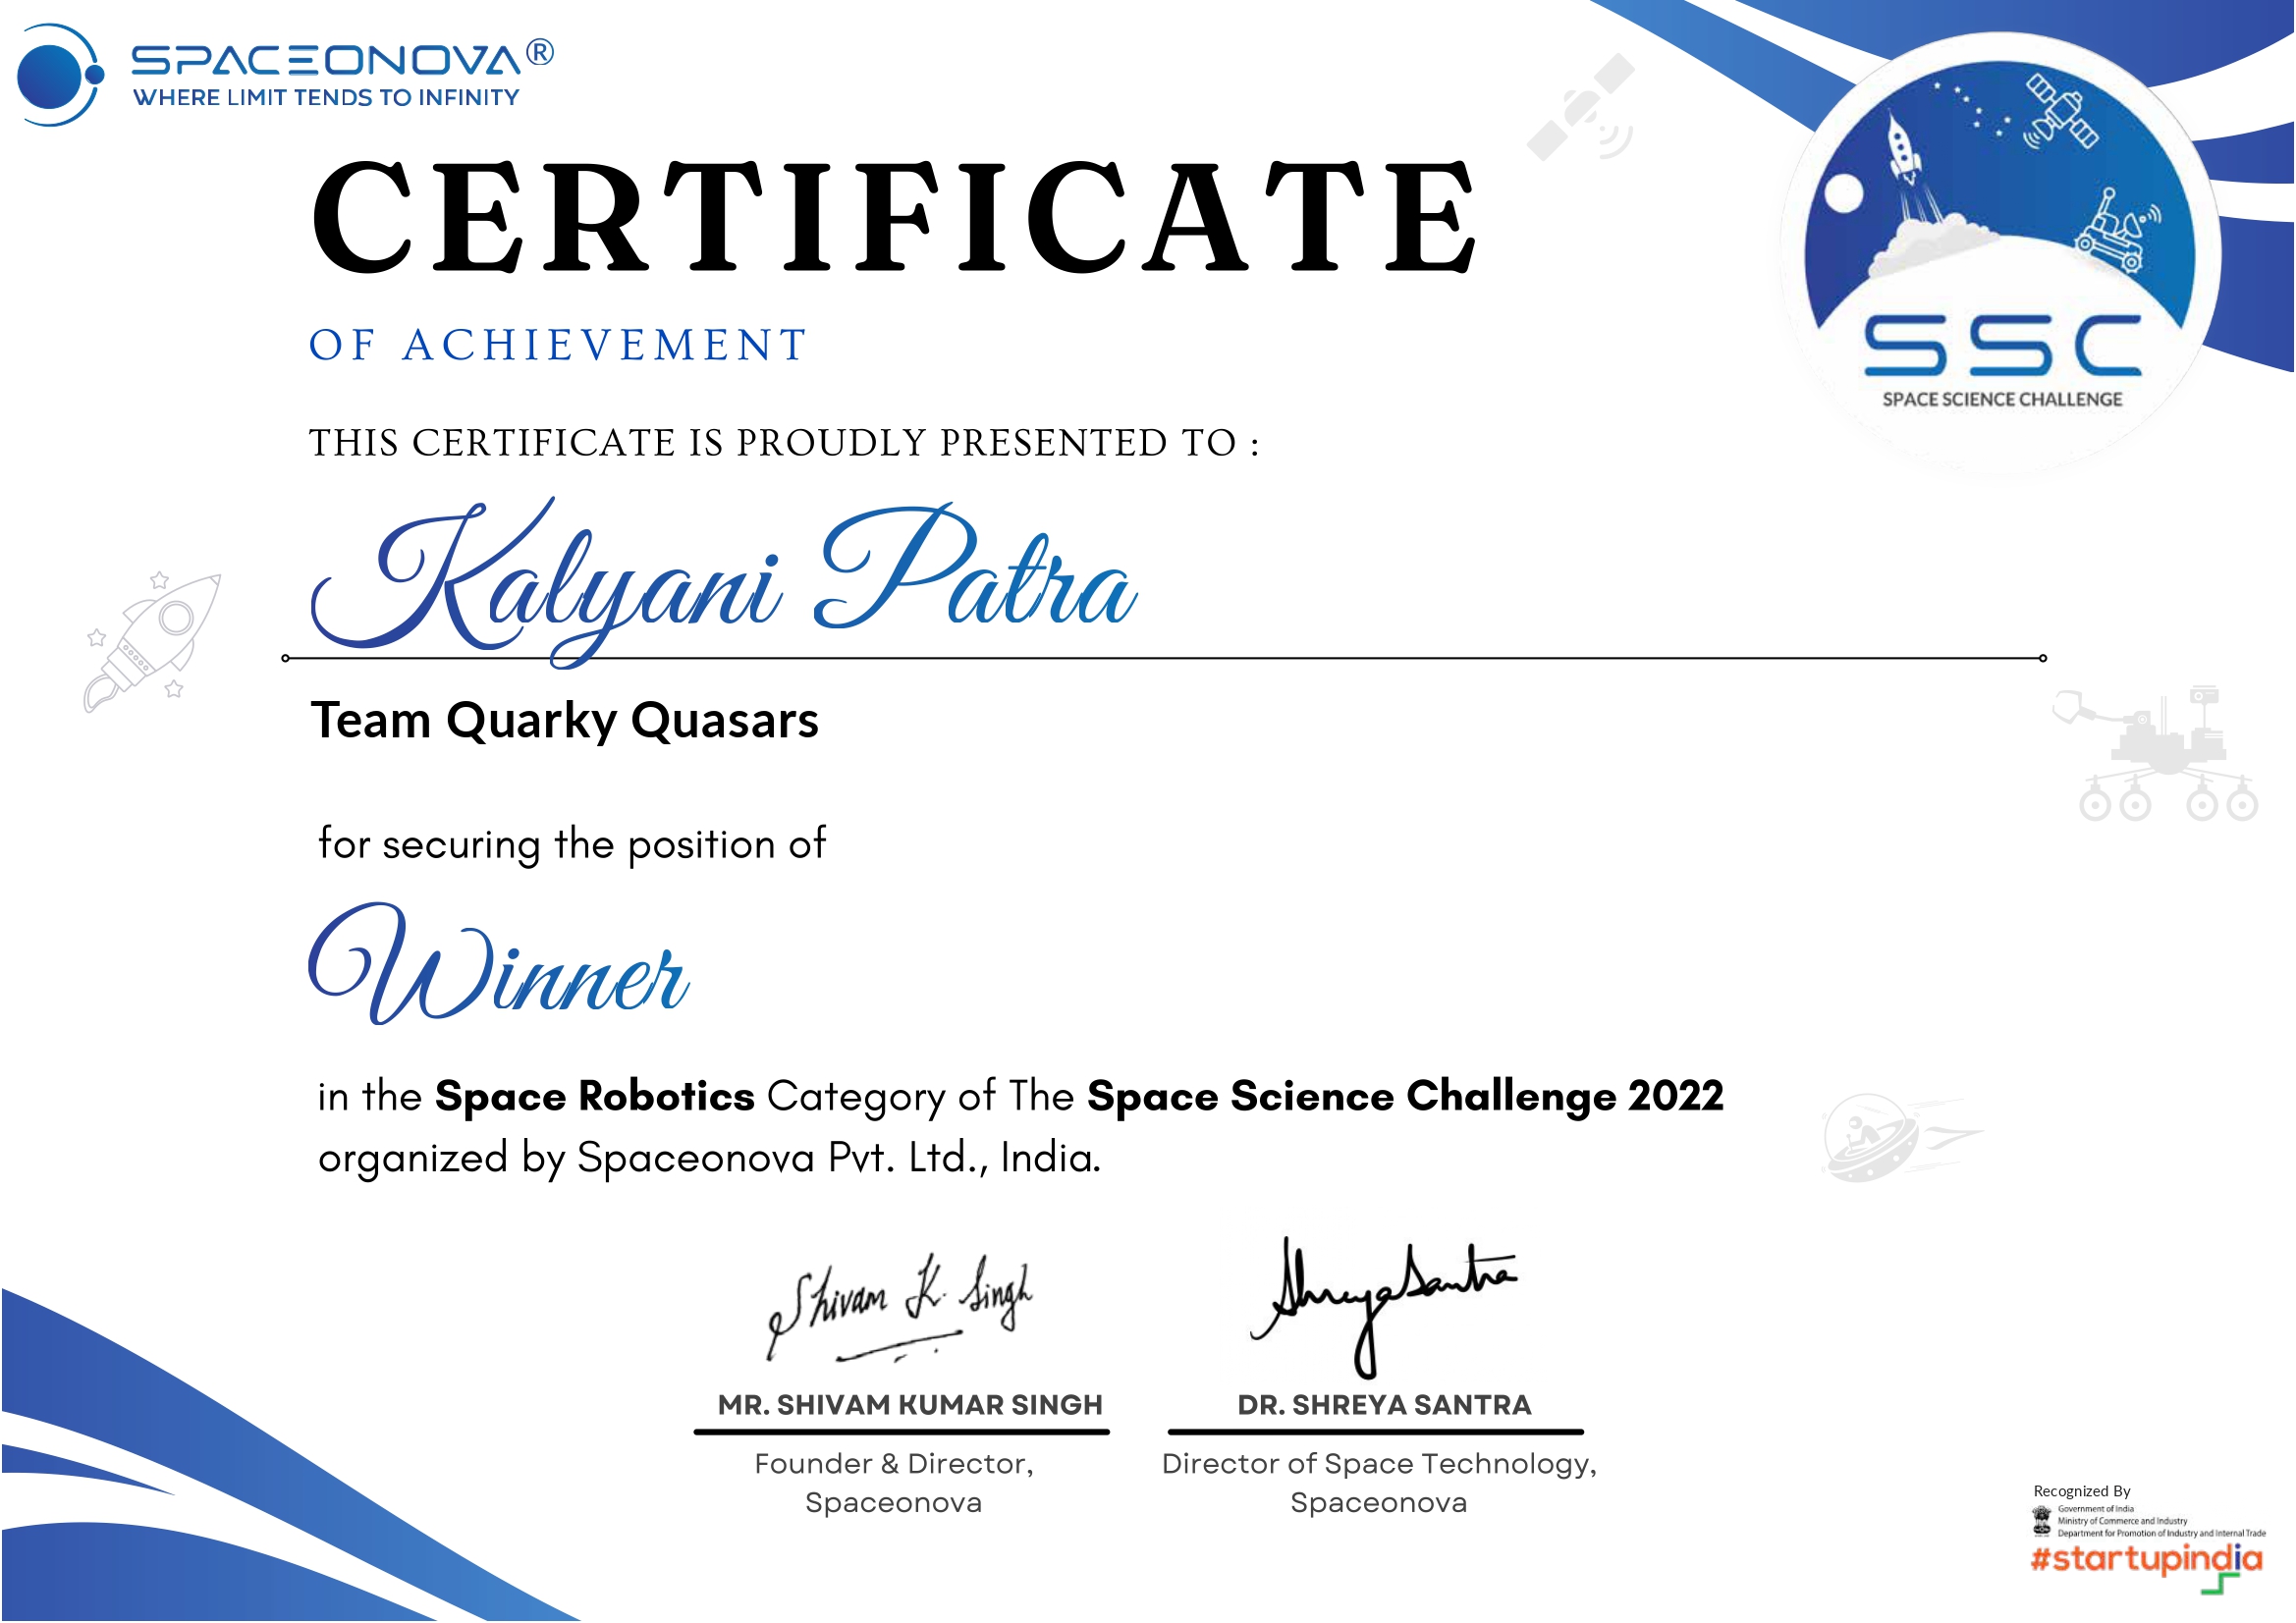 SPACEONOVA®
WHERE LIMIT TENDS TO INFINITY
CERTIFICATE
OF ACHIEVEMENT
SSC
SPACE SCIENCE CHALLENGE
THIS CERTIFICATE IS PROUDLY PRESENTED TO :
Kalyani Patra
Team Quarky Quasars
for securing the position of
Winner
in the Space Robotics Category of The Space Science Challenge 2022
organized by Spaceonova Pvt. Ltd., India.
Shivam K. Singh
Shreya Santra
MR. SHIVAM KUMAR SINGH
DR. SHREYA SANTRA
Founder & Director,
Spaceonova
Director of Space Technology,
Spaceonova
Recognized By
Government of India
Ministry of Commerce and Industry
Department for Promotion of Industry and Internal Trade
#startupindia